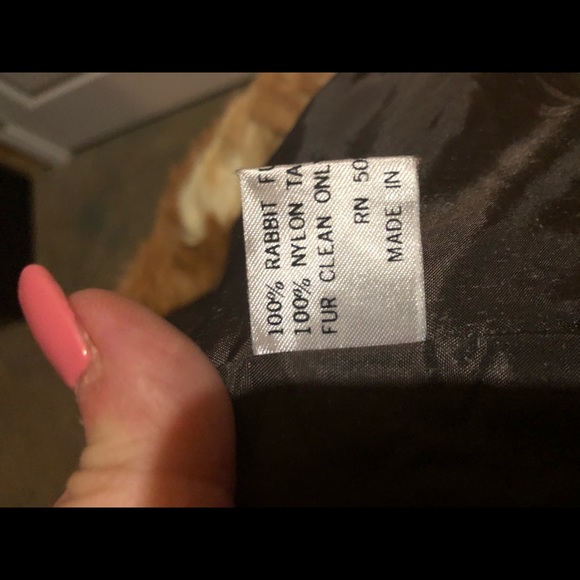 100% RABBIT F
100% NYLON TA
FUR CLEAN ONL
RN 50
MADE IN